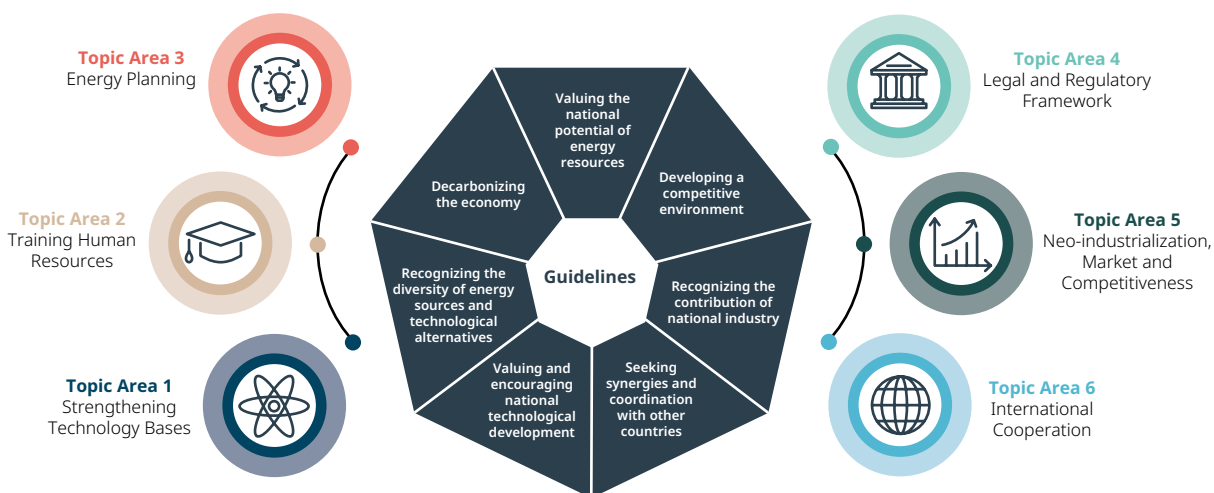 Topic Area 3
Energy Planning
Topic Area 2
Training Human
Resources
Topic Area 1
Strengthening
Technology Bases
Valuing the
national
potential of
energy
resources
Developing a
competitive
environment
Recognizing the
contribution of
national industry
Seeking
synergies and
coordination
with other
countries
Valuing and
encouraging
national
technological
development
Recognizing the
diversity of energy
sources and
technological
alternatives
Decarbonizing
the economy
Guidelines
Topic Area 4
Legal and Regulatory
Framework
Topic Area 5
Neo-industrialization,
Market and
Competitiveness
Topic Area 6
International
Cooperation